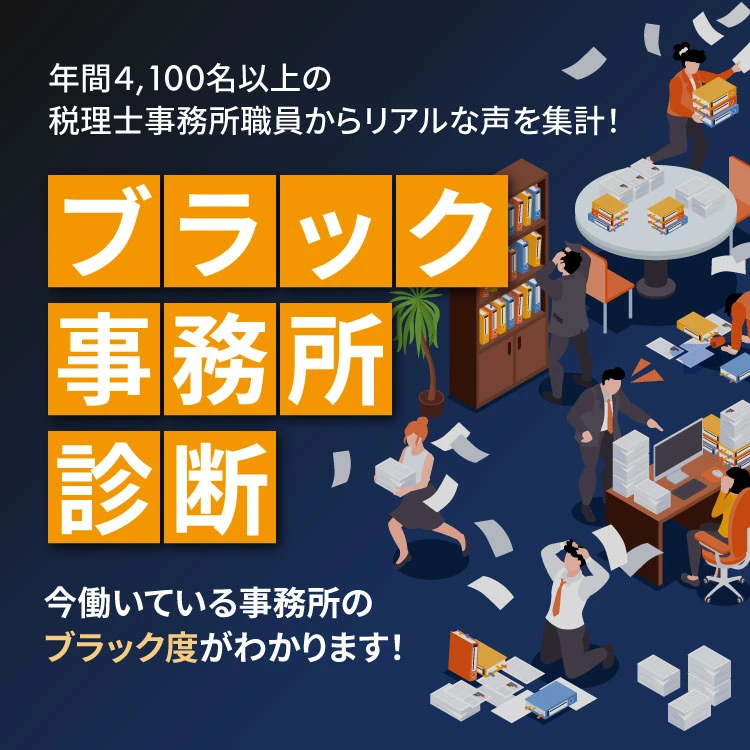 年間4,100名以上の
税理士事務所職員からリアルな声を集計！
ブラック
事務所
診断
今働いている事務所の
ブラック度がわかります！